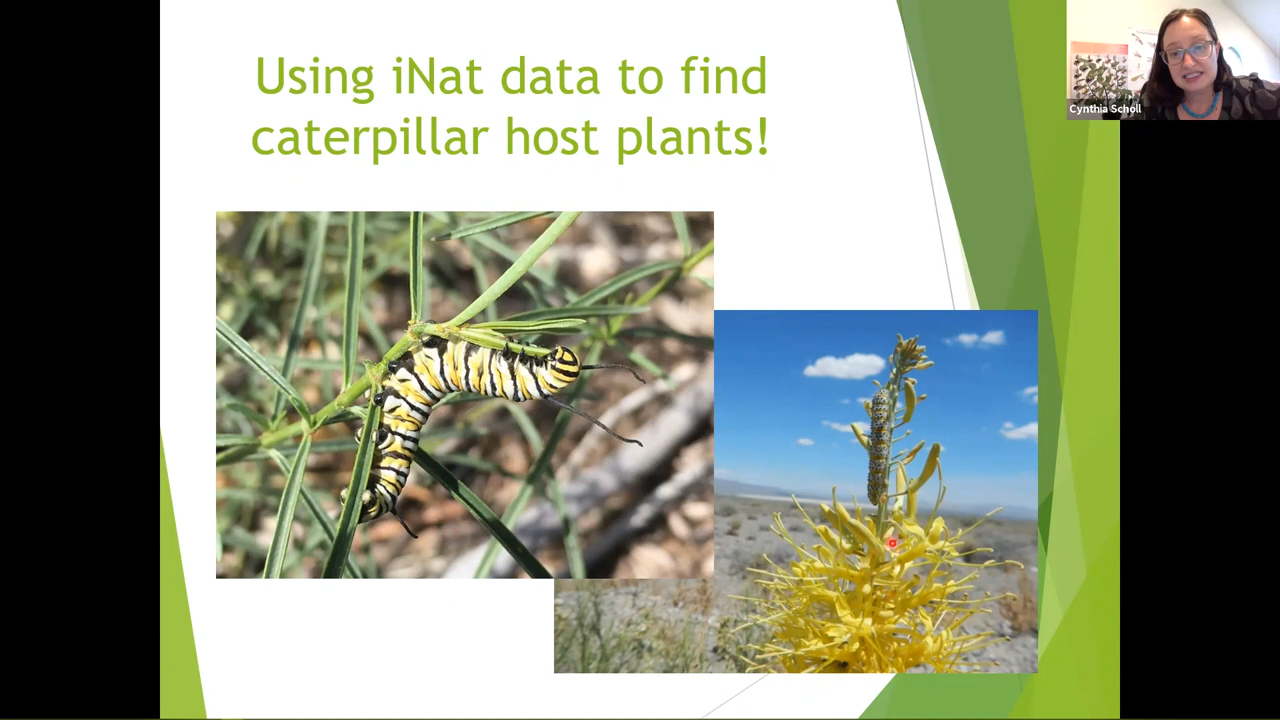 Using iNat data to find
caterpillar host plants!
Cynthia Scholl